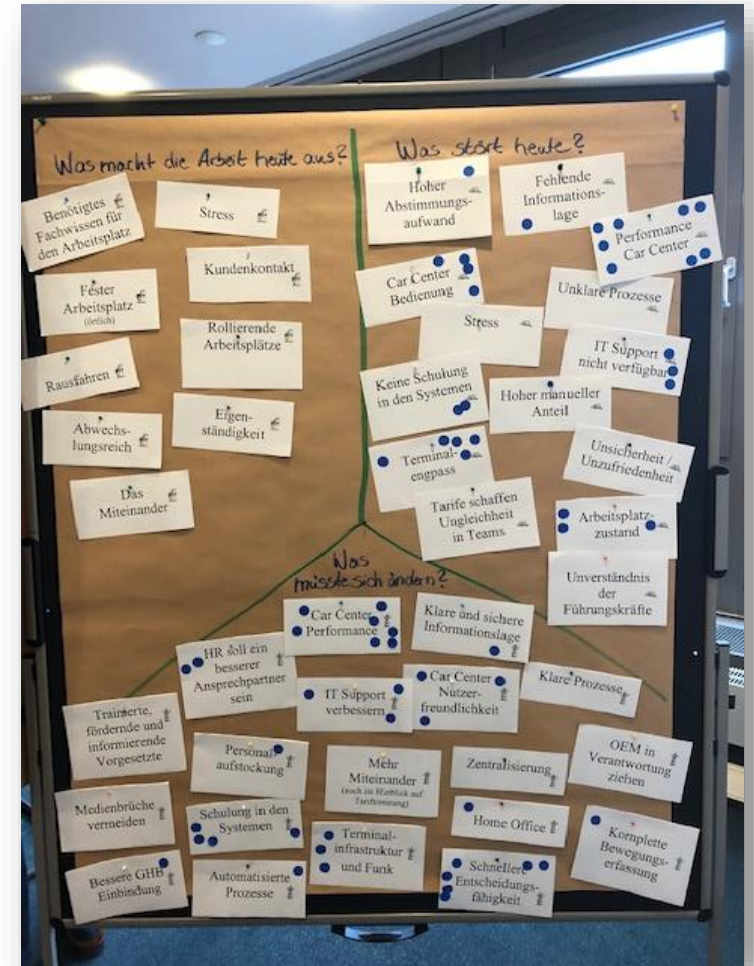 Was macht die Arbeit heute aus?
Benötigtes
Fachwissen für
den Arbeitsplatz
Stress
Fester
Arbeitsplatz
(örtlich)
Kundenkontakt
Rausfahren
Rollierende
Arbeitsplätze
Abwechs-
lungsreich
Eigen-
ständigkeit
Das
Miteinander
Was stört heute?
Hoher
Abstimmungs-
aufwand
Fehlende
Informations-
lage
Performance
Car Center
Car Center
Bedienung
Unklare Prozesse
Stress
IT Support
nicht verfügbar
Keine Schulung
in den Systemen
Hoher manueller
Anteil
Terminal-
engpass
Unsicherheit /
Unzufriedenheit
Tarife schaffen
Ungleichheit
in Teams
Arbeitsplatz-
zustand
Unverständnis
der
Führungskräfte
Was
müsste sich ändern?
Car Center
Performance
Klare und sichere
Informationslage
HR soll ein
besserer
Ansprechpartner
sein
IT Support
verbessern
Car Center
Nutzer-
freundlichkeit
Klare Prozesse
Trainierte,
fördernde und
informierende
Vorgesetzte
Personal-
aufstockung
Mehr
Miteinander
(auch im Hinblick auf
Tariftrennung)
Zentralisierung
OEM in
Verantwortung
ziehen
Medienbrüche
vermeiden
Schulung in den
Systemen
Terminal-
infrastruktur
und Funk
Home Office
Komplette
Bewegungs-
erfassung
Bessere GHB
Einbindung
Automatisierte
Prozesse
Schnellere
Entscheidungs-
fähigkeit